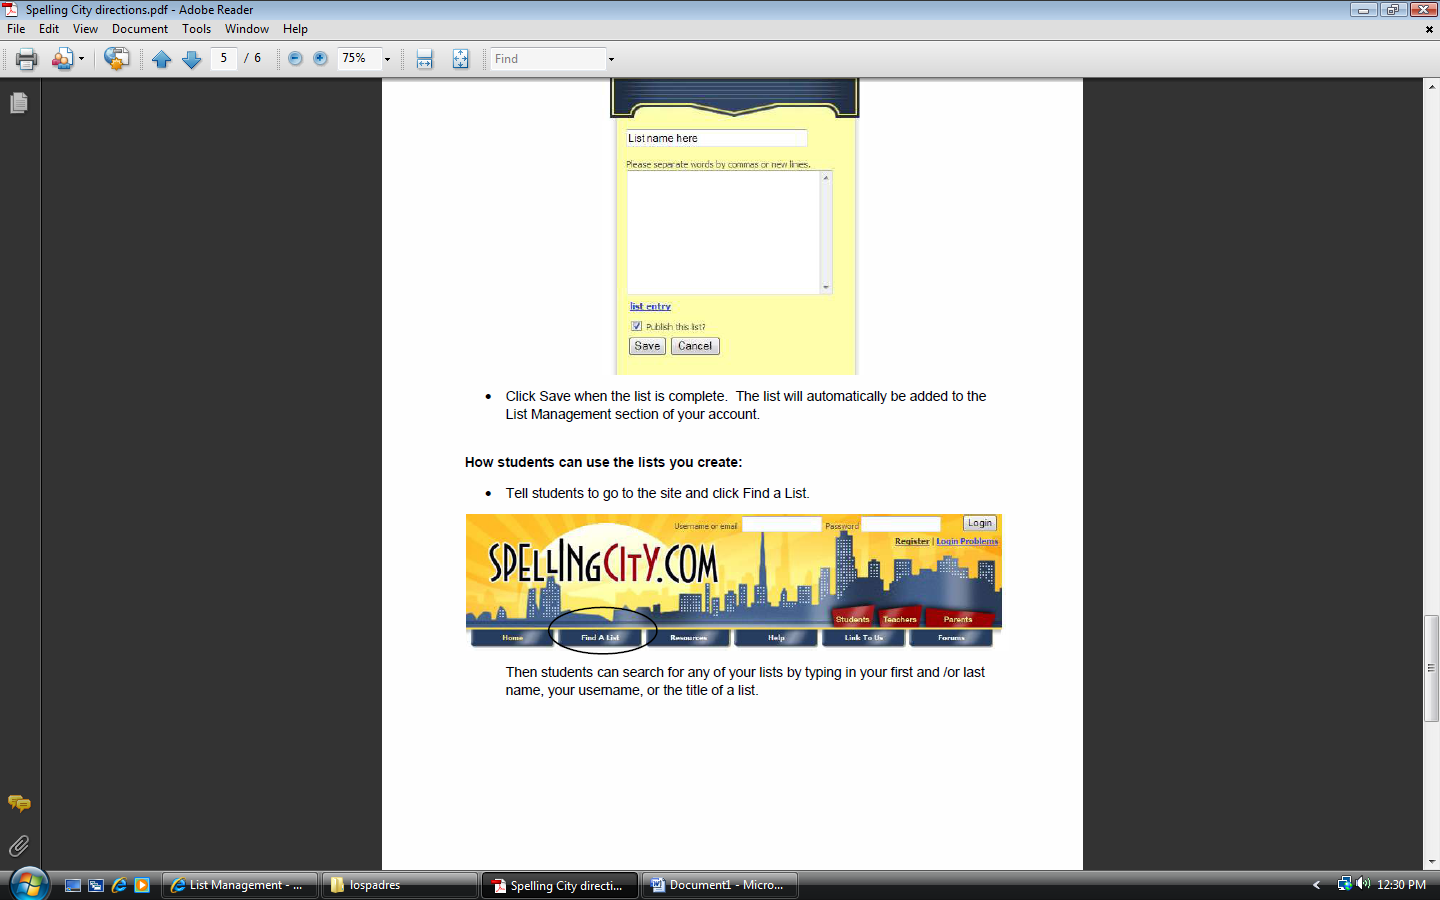 Spelling City directions.pdf - Adobe Reader
File Edit View Document Tools Window Help
5 / 6 75% Find
List name here
Please separate words by commas or new lines.
list entry
Publish this list?
Save Cancel
• Click Save when the list is complete. The list will automatically be added to the
List Management section of your account.
How students can use the lists you create:
• Tell students to go to the site and click Find a List.
Username or email Password Login
Register | Login Problems
SPELLINGCITY.COM
Students Teachers Parents
Home Find A List Resources Help Link To Us Forums
Then students can search for any of your lists by typing in your first and /or last
name, your username, or the title of a list.
List Management - ... lospadres Spelling City directi... Document1 - Micro... 12:30 PM